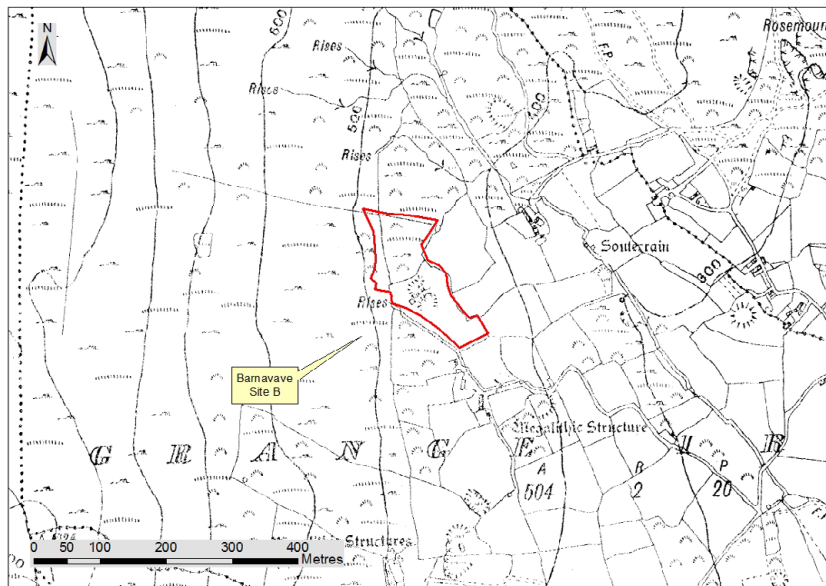 N
600
Rises
Rosemount
F.P.
Rises
500
400
Rises
Souterrain
300
Rises
Barnavave
Site B
Megalithic Structure
G R A N G E
I R
A R P
504 2 20
Structures
0 50 100 200 300 400
Metres